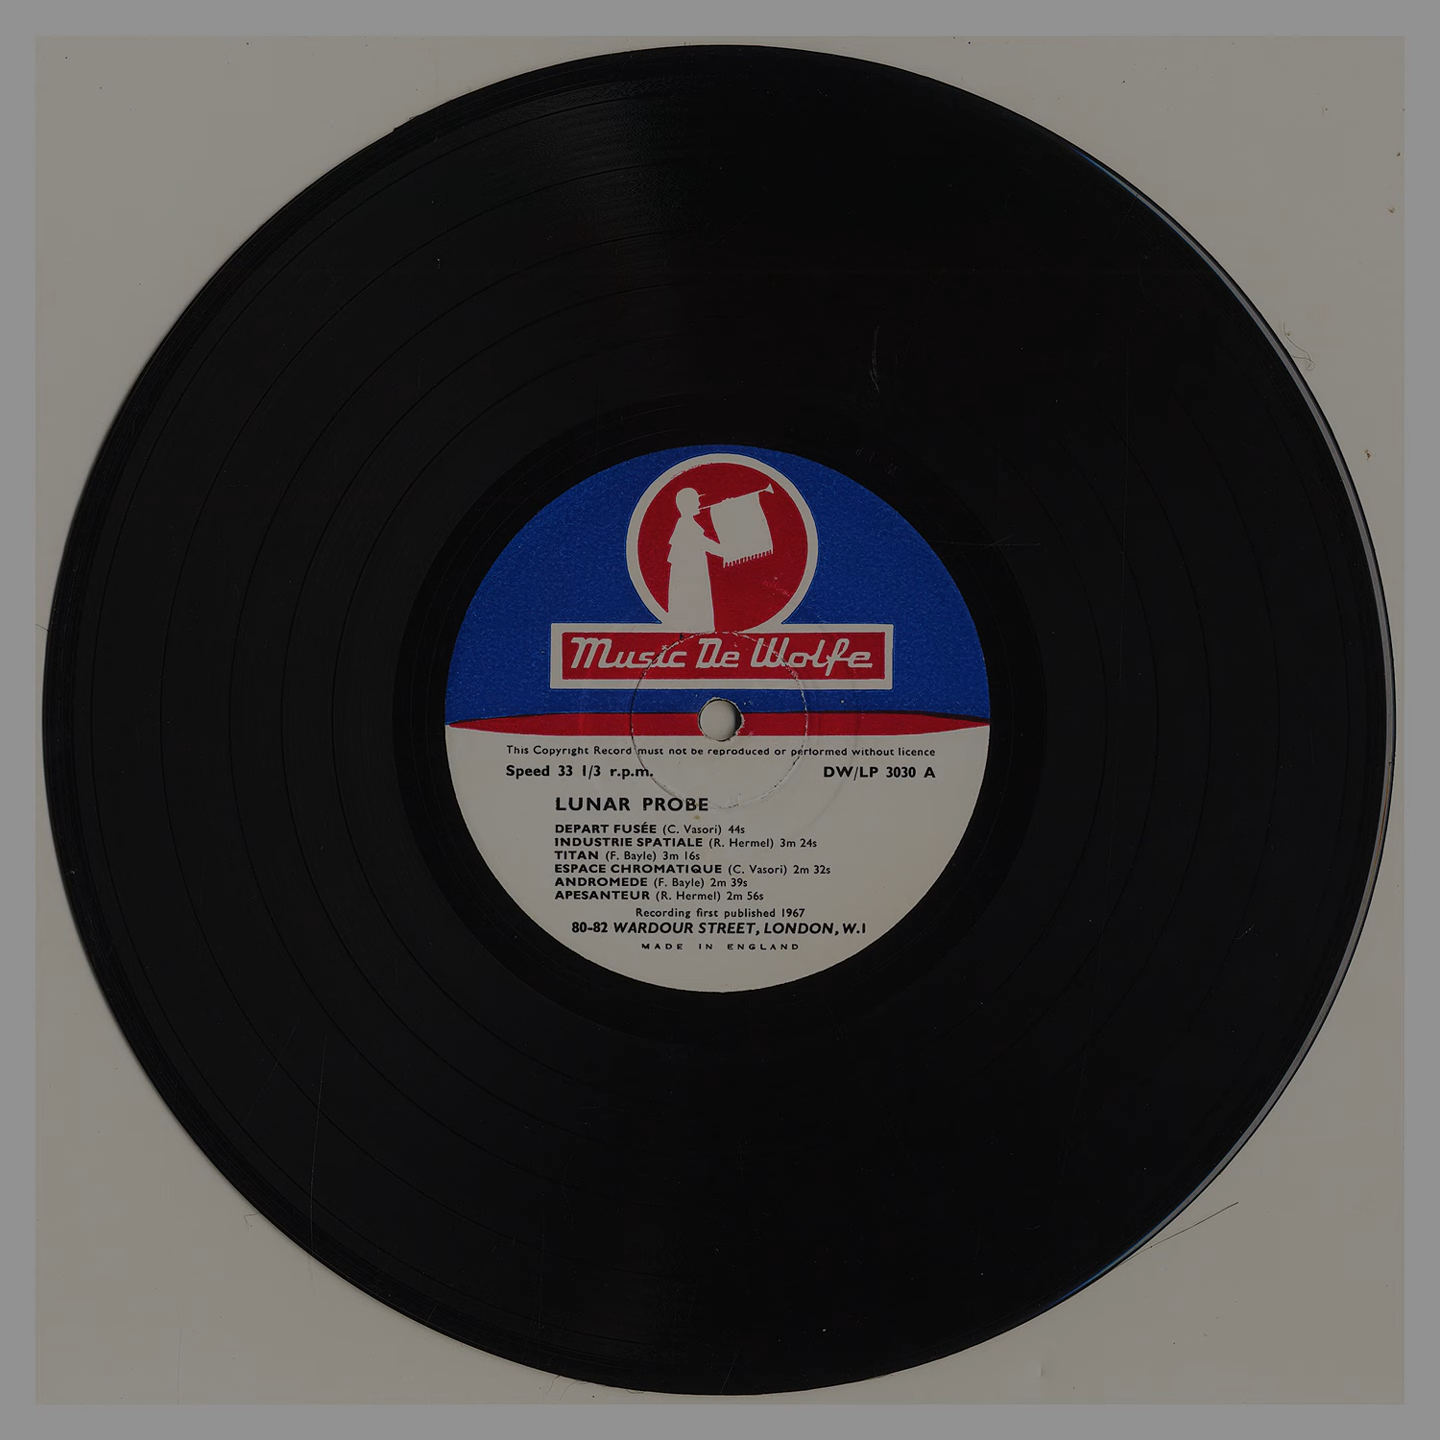 Music De Wolfe
This Copyright Record must not be reproduced or performed without licence
Speed 33 1/3 r.p.m. DW/LP 3030 A
LUNAR PROBE
DEPART FUSÉE (C. Vasori) 44s
INDUSTRIE SPATIALE (R. Hermel) 3m 24s
TITAN (F. Bayle) 3m 16s
ESPACE CHROMATIQUE (C. Vasori) 2m 32s
ANDROMEDE (F. Bayle) 2m 39s
APESANTEUR (R. Hermel) 2m 56s
Recording first published 1967
80-82 WARDOUR STREET, LONDON, W.1
MADE IN ENGLAND